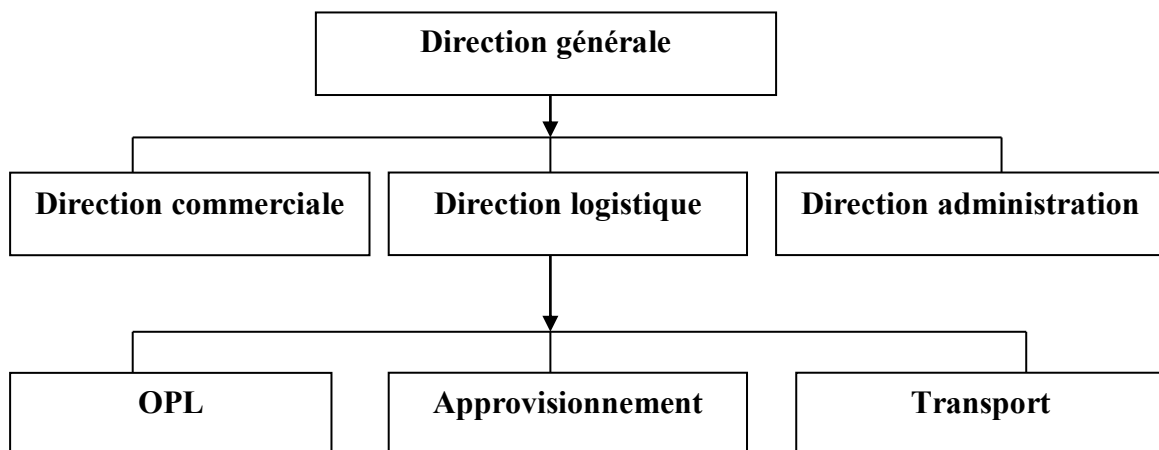 Direction générale
Direction commerciale
Direction logistique
Direction administration
OPL
Approvisionnement
Transport